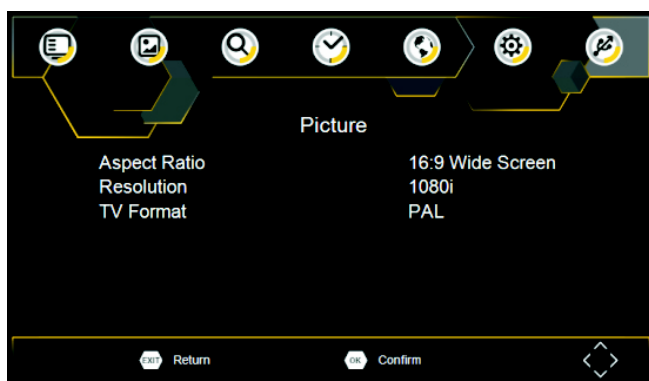 Picture
Aspect Ratio 16:9 Wide Screen
Resolution 1080i
TV Format PAL
EXIT Return OK Confirm